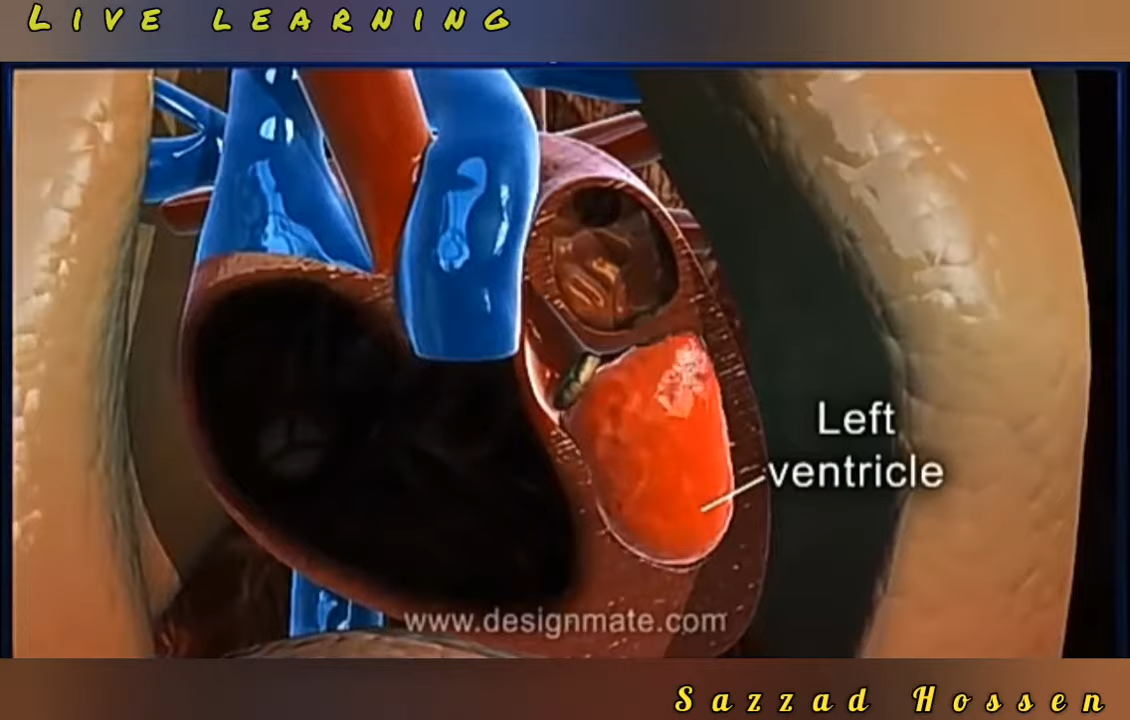 Live learning
Left
ventricle
www.designmate.com
Sazzad Hossen